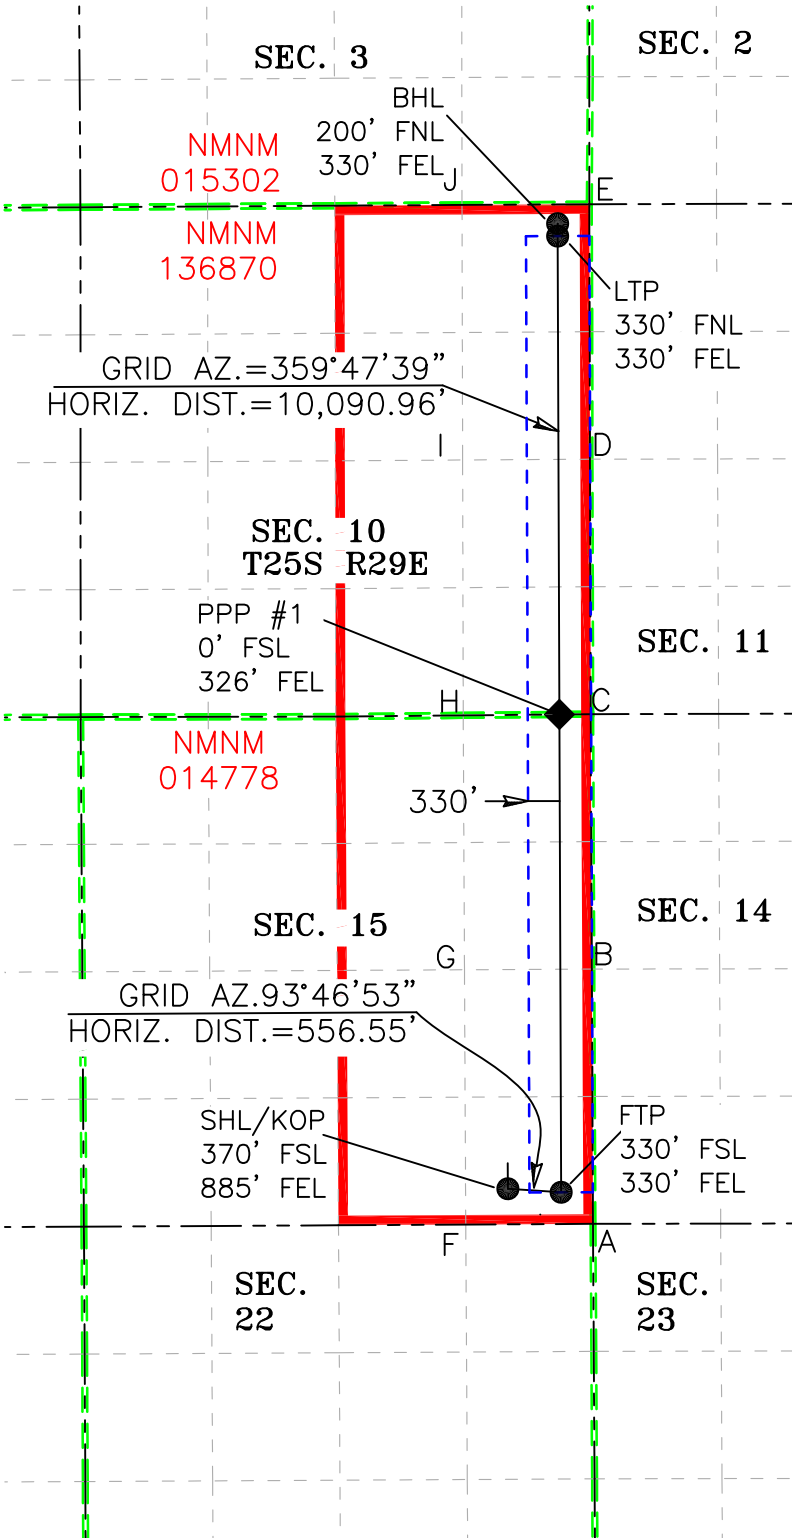 SEC. 3
SEC. 2
BHL
200' FNL
330' FEL
J
E
NMNM
015302
NMNM
136870
LTP
330' FNL
330' FEL
GRID AZ.=359°47'39"
HORIZ. DIST.=10,090.96'
I
D
SEC. 10
T25S R29E
PPP #1
0' FSL
326' FEL
SEC. 11
H
C
NMNM
014778
330'
SEC. 15
SEC. 14
G
B
GRID AZ.93°46'53"
HORIZ. DIST.=556.55'
SHL/KOP
370' FSL
885' FEL
FTP
330' FSL
330' FEL
F
A
SEC.
22
SEC.
23